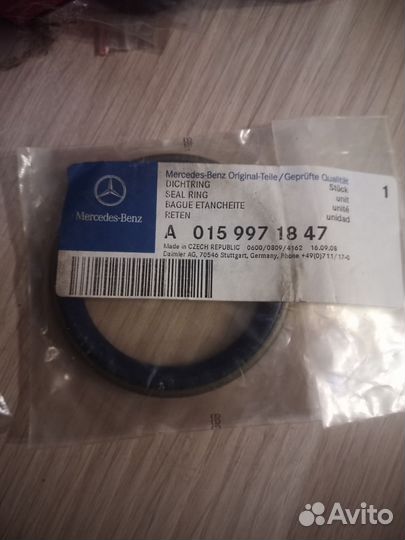 Mercedes-Benz Original-Teile/Geprüfte Qualität
DICHTRING Stück
SEAL RING unit
BAGUE ETANCHEITE unité
RETEN unidad
1
Mercedes-Benz
A 015 997 18 47
Made in CZECH REPUBLIC 0600/0809/4162 16.09.08
Daimler AG, 70546 Stuttgart, Germany, Phone +49(0)711/17-0
Avito